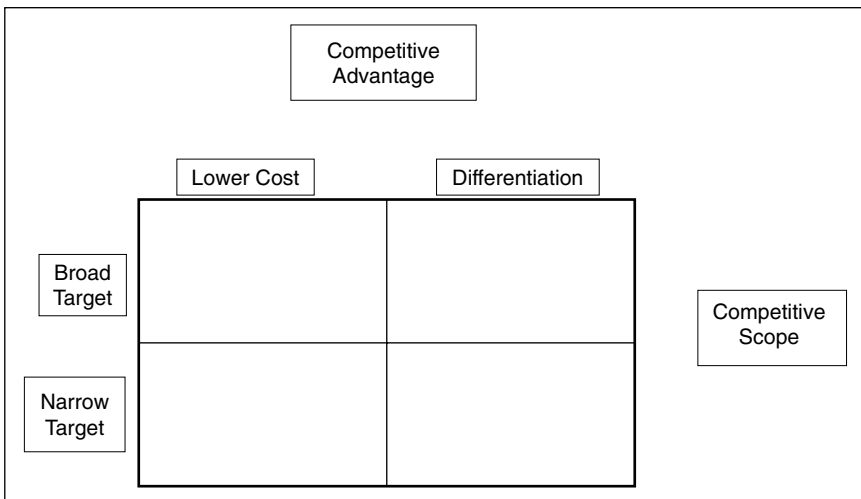 Competitive
Advantage
Lower Cost
Differentiation
Broad
Target
Competitive
Scope
Narrow
Target